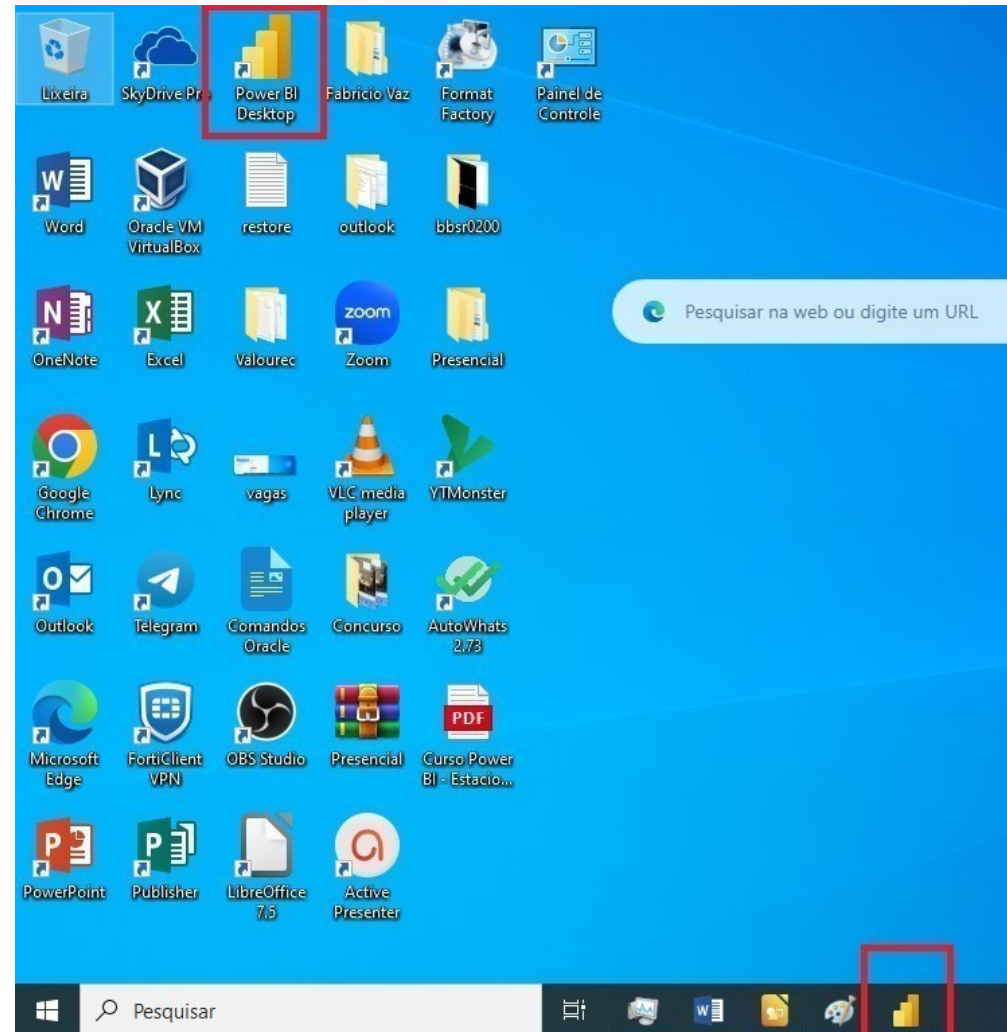 Lixeira
SkyDrive Pro
Power BI
Desktop
Fabricio Vaz
Format
Factory
Painel de
Controle
Word
Oracle VM
VirtualBox
restore
outlook
bbsr0200
OneNote
Excel
Valourec
zoom
Zoom
Presencial
Pesquisar na web ou digite um URL
Google
Chrome
Lync
vagas
VLC media
player
YTMonster
Outlook
Telegram
Comandos
Oracle
Concurso
AutoWhats
2.73
Microsoft
Edge
FortiClient
VPN
OBS Studio
Presencial
PDF
Curso Power
BI - Estacio...
PowerPoint
Publisher
LibreOffice
7.5
Active
Presenter
Pesquisar